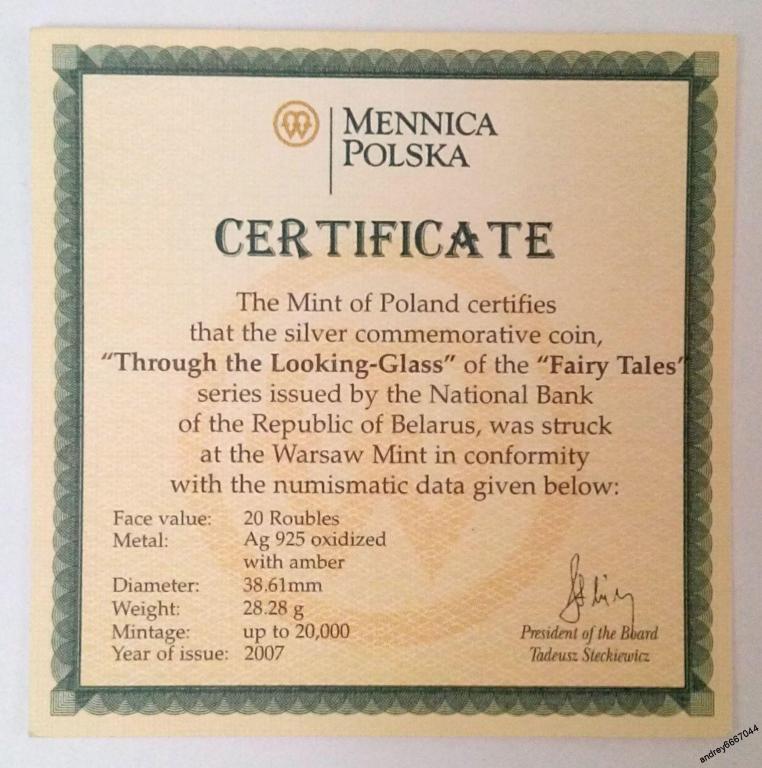 MENNICA
POLSKA
CERTIFICATE
The Mint of Poland certifies
that the silver commemorative coin,
“Through the Looking-Glass” of the “Fairy Tales”
series issued by the National Bank
of the Republic of Belarus, was struck
at the Warsaw Mint in conformity
with the numismatic data given below:
Face value: 20 Roubles
Metal: Ag 925 oxidized
with amber
Diameter: 38.61mm
Weight: 28.28 g
Mintage: up to 20,000
Year of issue: 2007
President of the Board
Tadeusz Steckiewicz
andrey6667044